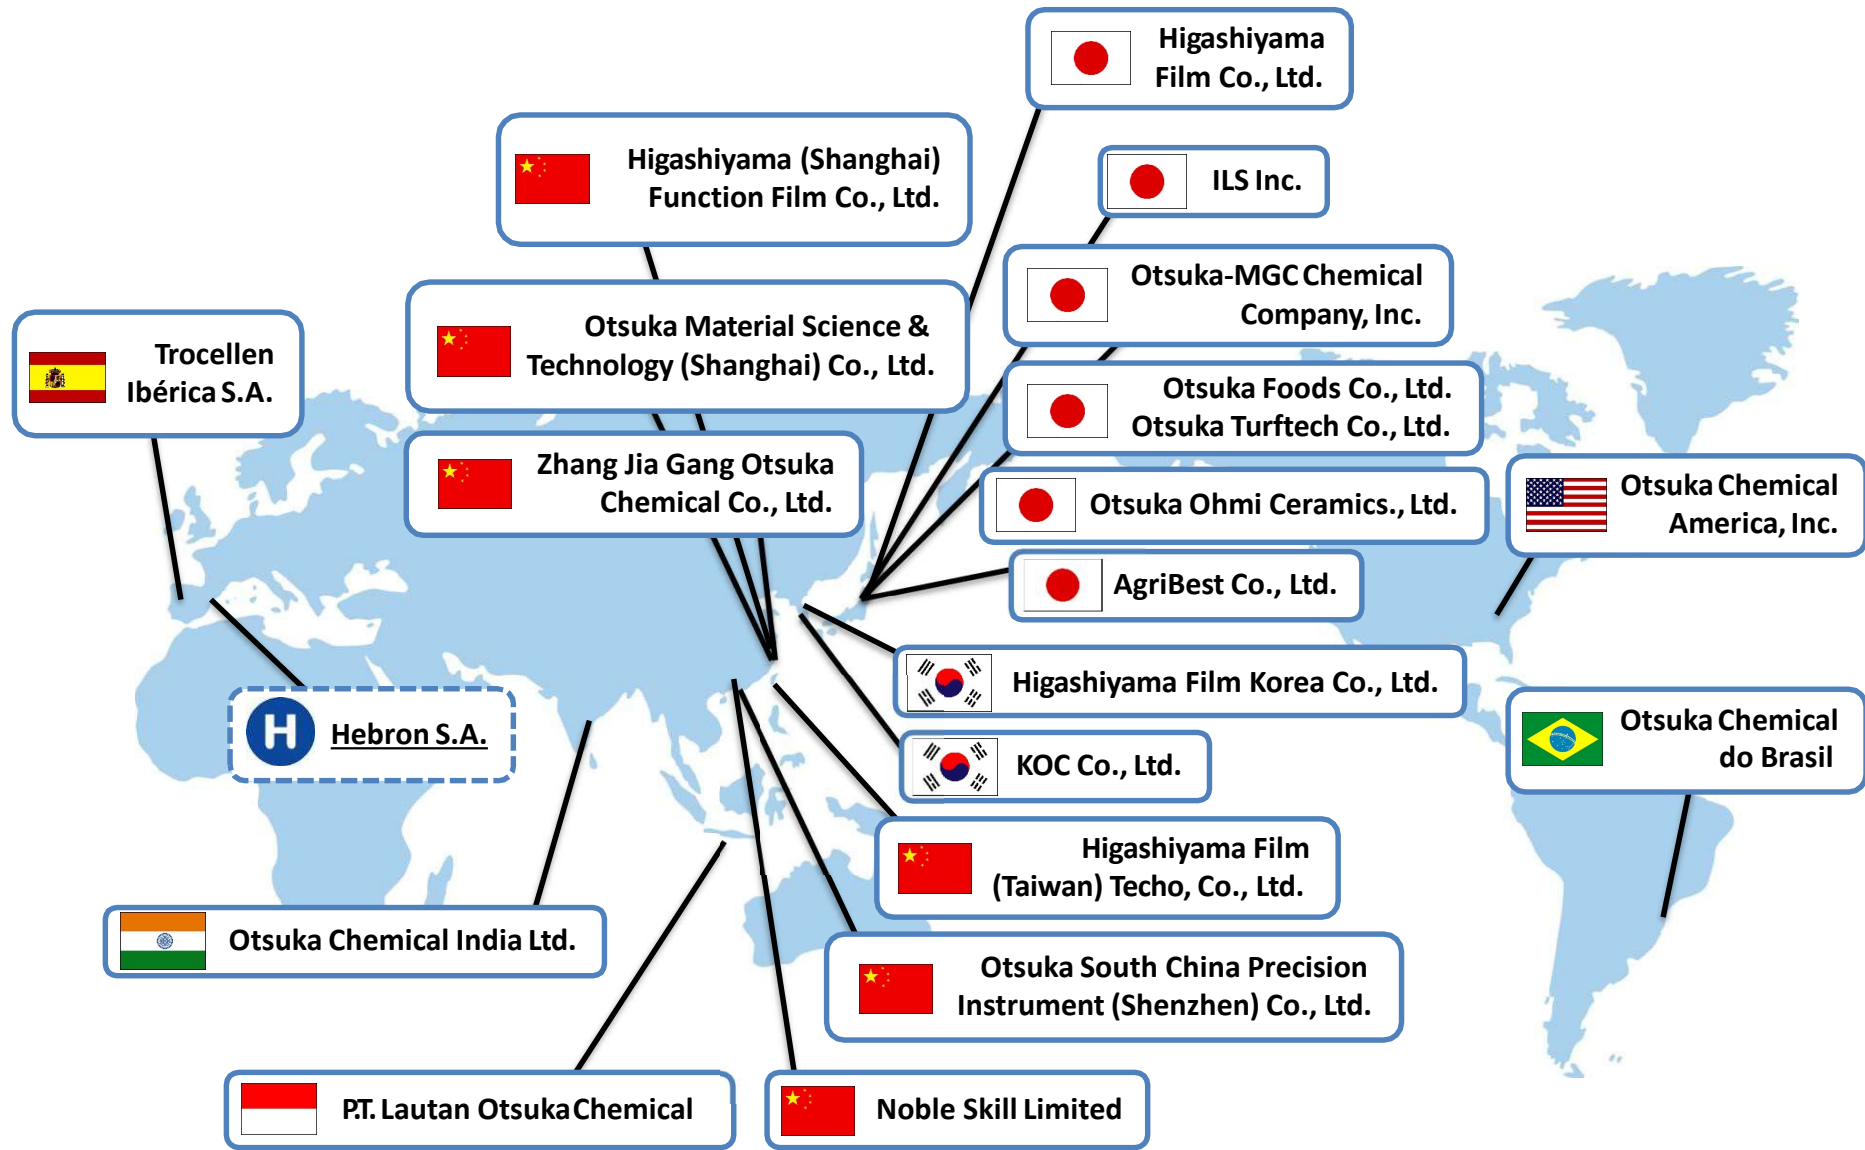 Higashiyama
Film Co., Ltd.
Higashiyama (Shanghai)
Function Film Co., Ltd.
ILS Inc.
Otsuka-MGC Chemical
Company, Inc.
Otsuka Material Science &
Technology (Shanghai) Co., Ltd.
Trocellen
Ibérica S.A.
Otsuka Foods Co., Ltd.
Otsuka Turftech Co., Ltd.
Zhang Jia Gang Otsuka
Chemical Co., Ltd.
Otsuka Ohmi Ceramics., Ltd.
Otsuka Chemical
America, Inc.
AgriBest Co., Ltd.
Higashiyama Film Korea Co., Ltd.
H
Hebron S.A.
KOC Co., Ltd.
Otsuka Chemical
do Brasil
Higashiyama Film
(Taiwan) Techo, Co., Ltd.
Otsuka Chemical India Ltd.
Otsuka South China Precision
Instrument (Shenzhen) Co., Ltd.
P.T. Lautan Otsuka Chemical
Noble Skill Limited